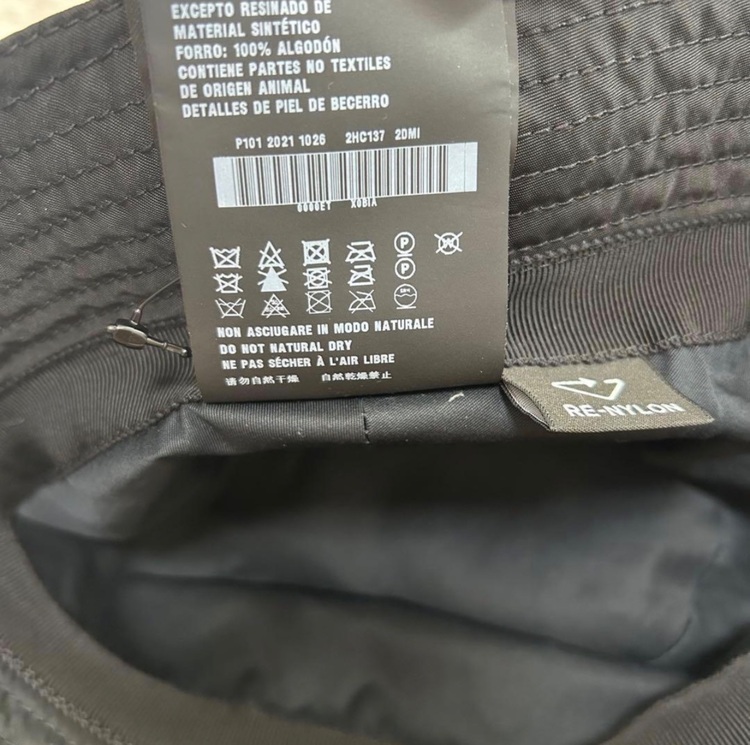 EXCEPTO RESINADO DE
MATERIAL SINTÉTICO
FORRO: 100% ALGODÓN
CONTIENE PARTES NO TEXTILES
DE ORIGEN ANIMAL
DETALLES DE PIEL DE BECERRO
P101 2021 1026 2HC137 2DMI
X0BIA
P
P
W
NON ASCIUGARE IN MODO NATURALE
DO NOT NATURAL DRY
NE PAS SÉCHER À L'AIR LIBRE
请勿自然干燥 自然乾燥禁止
RE-NYLON